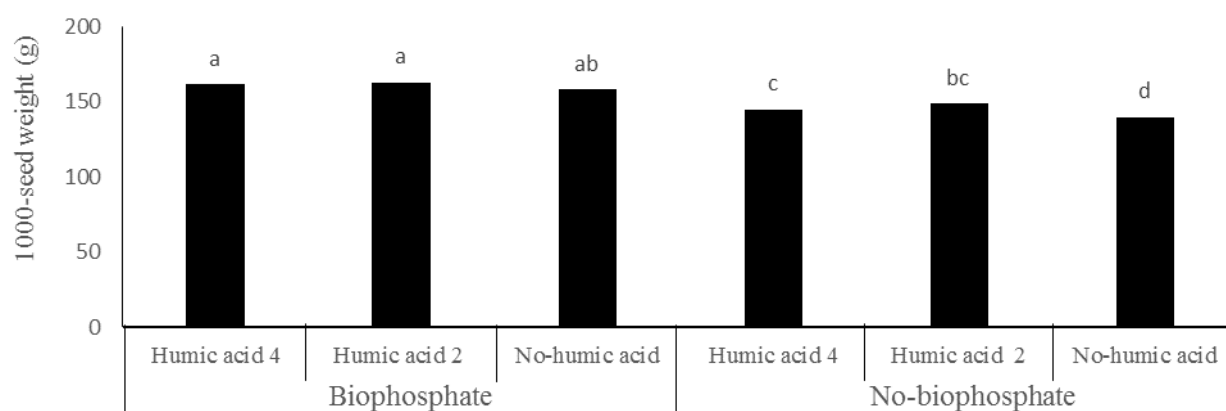 1000-seed weight (g)
200
150
100
50
0
a
a
ab
c
bc
d
Humic acid 4
Humic acid 2
No-humic acid
Humic acid 4
Humic acid 2
No-humic acid
Biophosphate
No-biophosphate